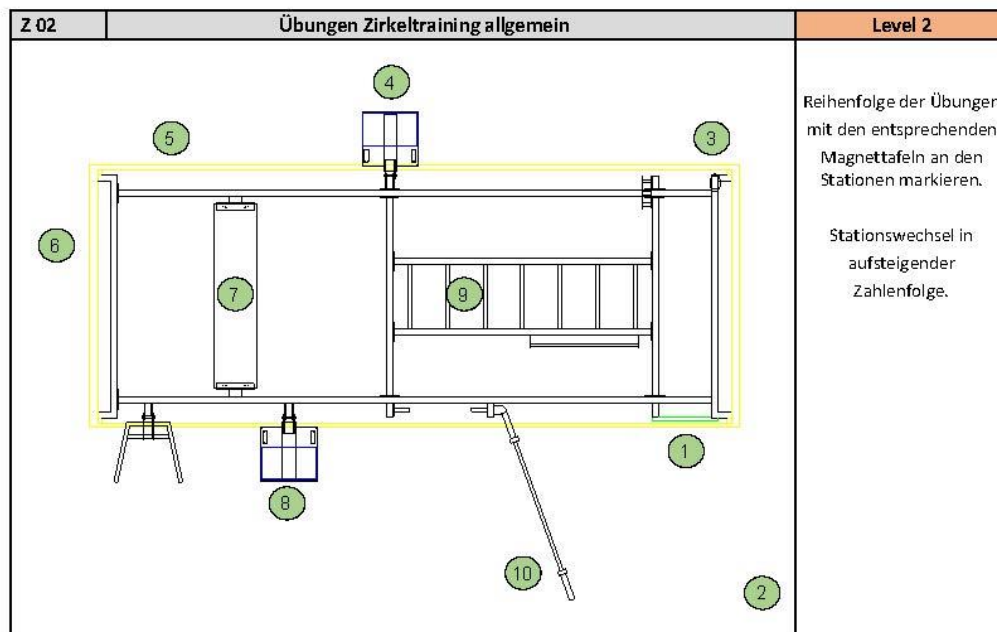 Z 02 Übungen Zirkeltraining allgemein Level 2
4
5
3
Reihenfolge der Übungen
mit den entsprechenden
Magnettafeln an den
Stationen markieren.
6
Stationswechsel in
aufsteigender
Zahlenfolge.
7
9
1
8
10
2